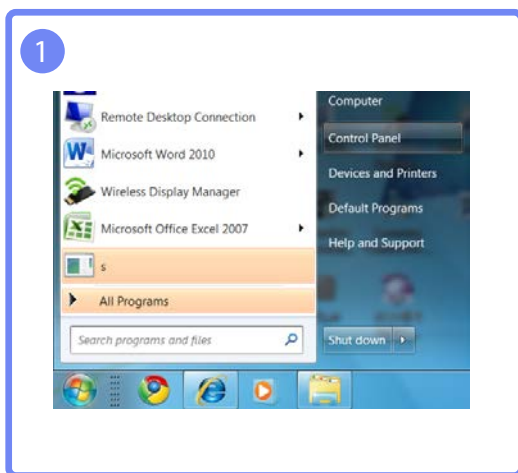 1
Remote Desktop Connection
Microsoft Word 2010
Wireless Display Manager
Microsoft Office Excel 2007
s
All Programs
Search programs and files
Computer
Control Panel
Devices and Printers
Default Programs
Help and Support
Shut down